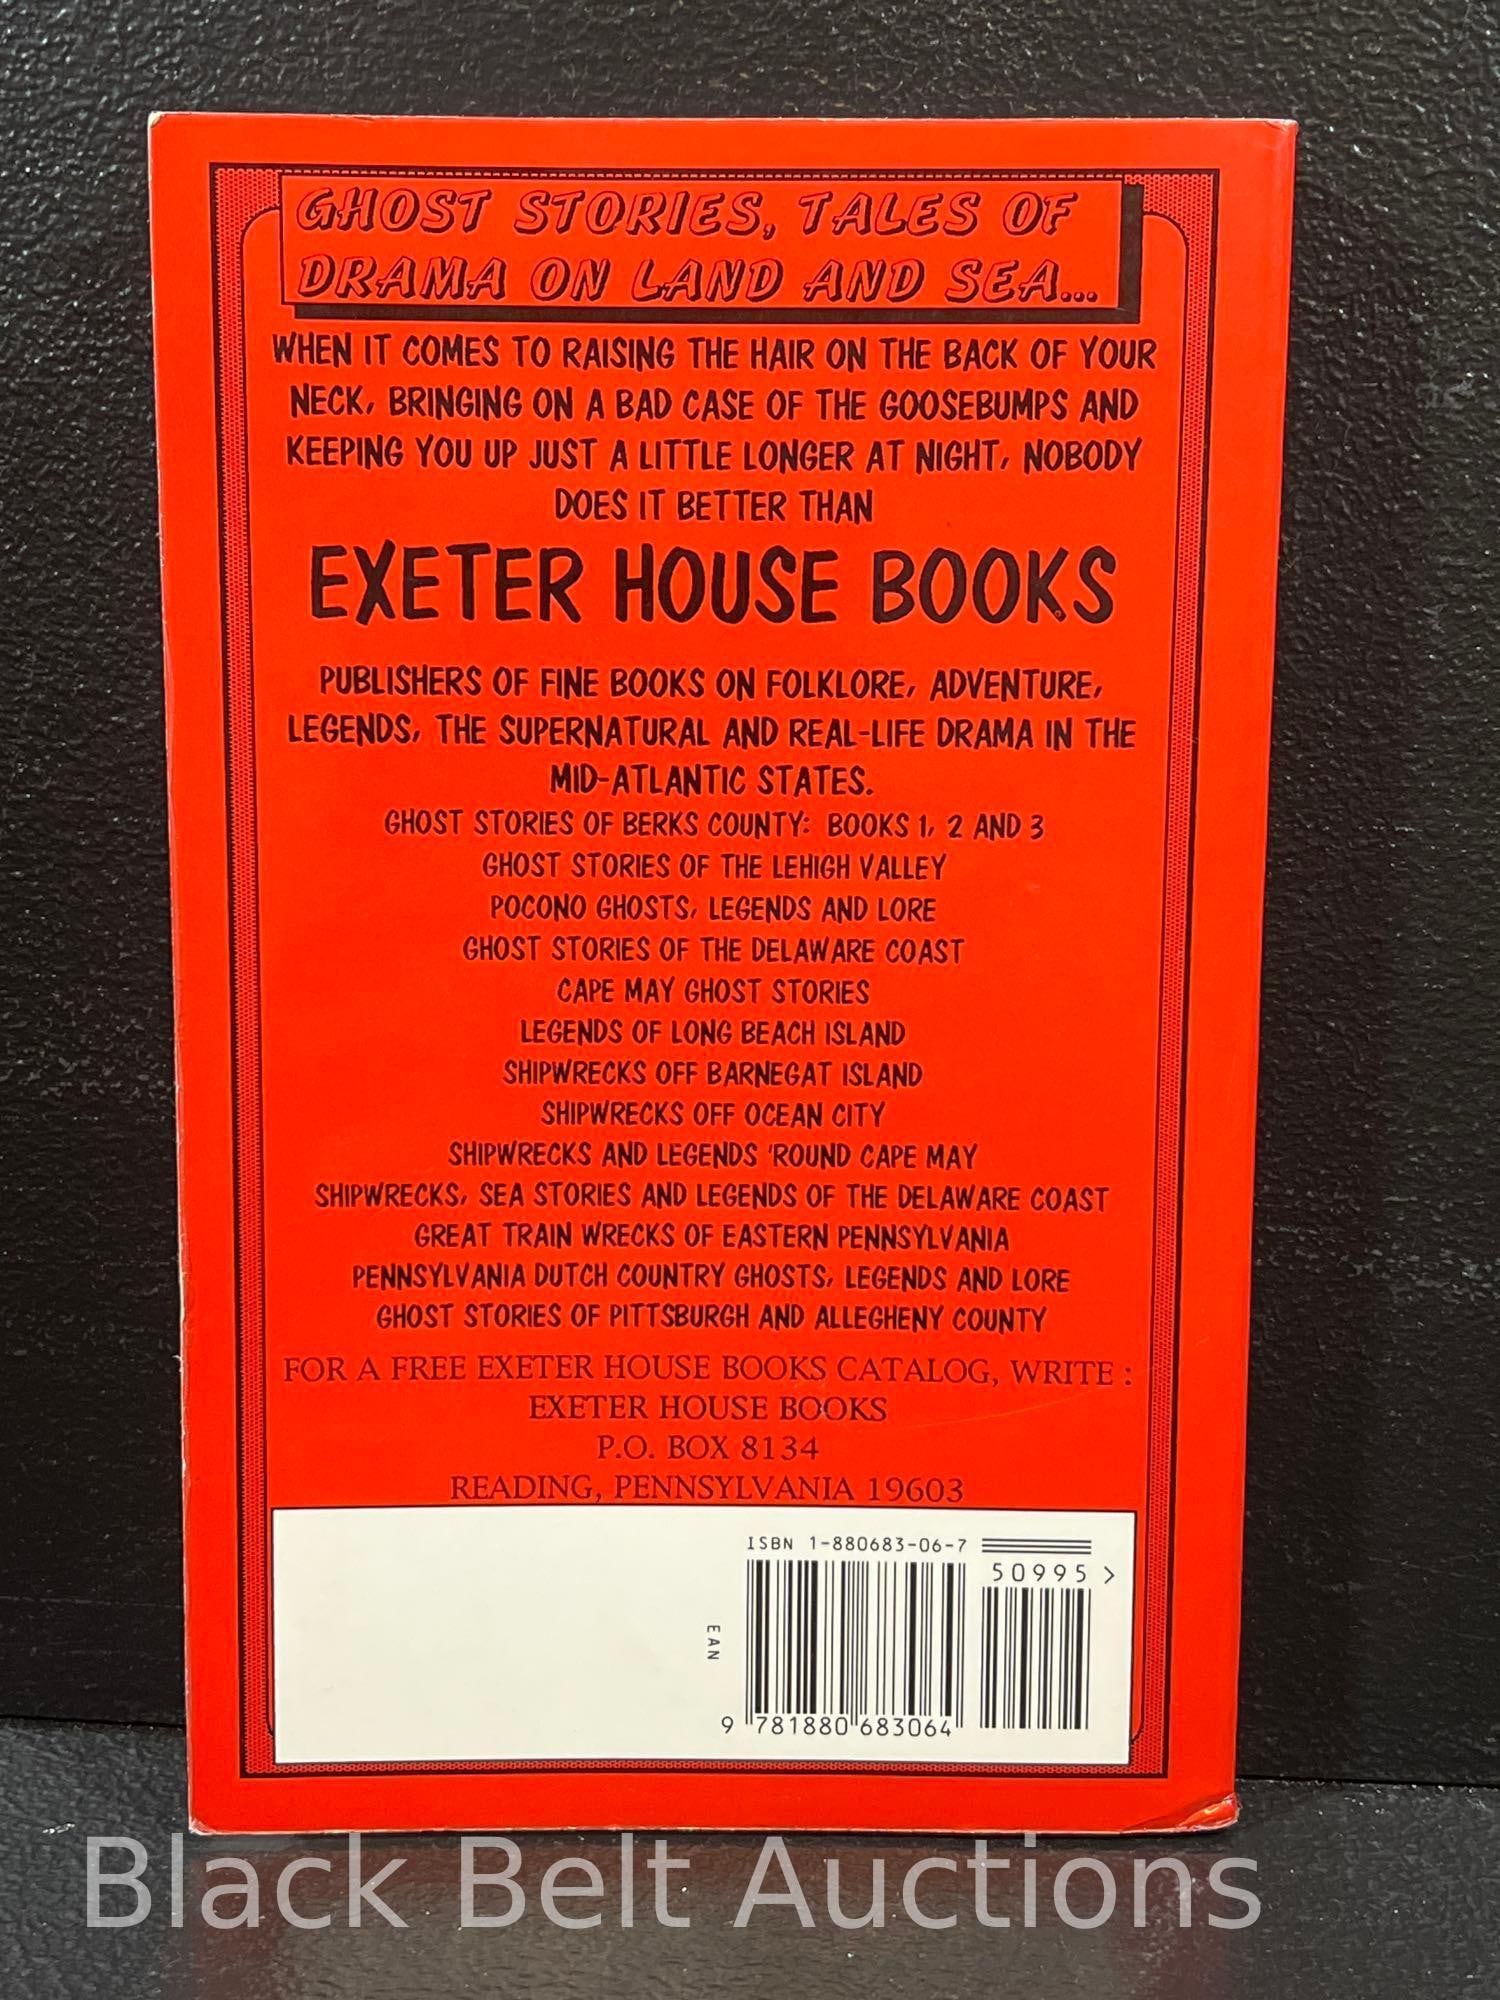 GHOST STORIES, TALES OF
DRAMA ON LAND AND SEA...
WHEN IT COMES TO RAISING THE HAIR ON THE BACK OF YOUR
NECK, BRINGING ON A BAD CASE OF THE GOOSEBUMPS AND
KEEPING YOU UP JUST A LITTLE LONGER AT NIGHT, NOBODY
DOES IT BETTER THAN
EXETER HOUSE BOOKS
PUBLISHERS OF FINE BOOKS ON FOLKLORE, ADVENTURE,
LEGENDS, THE SUPERNATURAL AND REAL-LIFE DRAMA IN THE
MID-ATLANTIC STATES.
GHOST STORIES OF BERKS COUNTY: BOOKS 1, 2 AND 3
GHOST STORIES OF THE LEHIGH VALLEY
POCONO GHOSTS, LEGENDS AND LORE
GHOST STORIES OF THE DELAWARE COAST
CAPE MAY GHOST STORIES
LEGENDS OF LONG BEACH ISLAND
SHIPWRECKS OFF BARNEGAT ISLAND
SHIPWRECKS OFF OCEAN CITY
SHIPWRECKS AND LEGENDS 'ROUND CAPE MAY
SHIPWRECKS, SEA STORIES AND LEGENDS OF THE DELAWARE COAST
GREAT TRAIN WRECKS OF EASTERN PENNSYLVANIA
PENNSYLVANIA DUTCH COUNTRY GHOSTS, LEGENDS AND LORE
GHOST STORIES OF PITTSBURGH AND ALLEGHENY COUNTY
FOR A FREE EXETER HOUSE BOOKS CATALOG, WRITE :
EXETER HOUSE BOOKS
P.O. BOX 8134
READING, PENNSYLVANIA 19603
ISBN 1-880683-06-7
50995 >
EAN
9 781880 683064
Black Belt Auctions